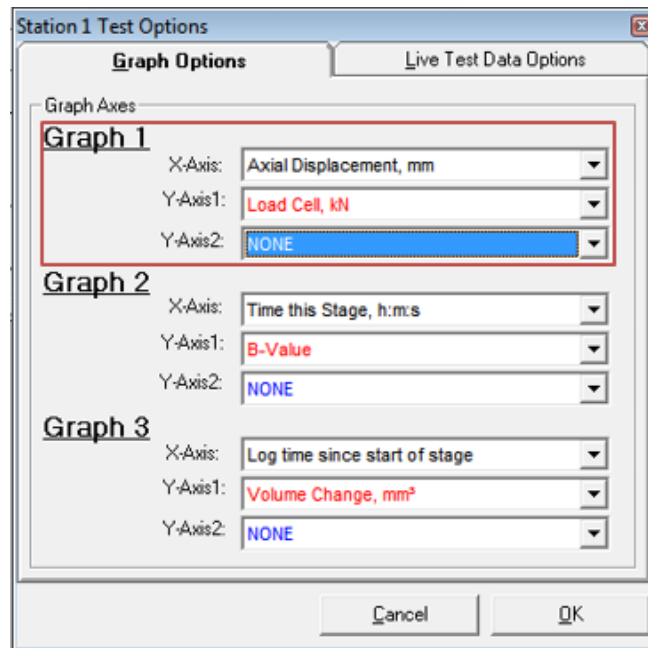 Station 1 Test Options
Graph Options
Live Test Data Options
Graph Axes
Graph 1
X-Axis: Axial Displacement, mm
Y-Axis1: Load Cell, kN
Y-Axis2: NONE
Graph 2
X-Axis: Time this Stage, h:m:s
Y-Axis1: B-Value
Y-Axis2: NONE
Graph 3
X-Axis: Log time since start of stage
Y-Axis1: Volume Change, mm³
Y-Axis2: NONE
Cancel
OK